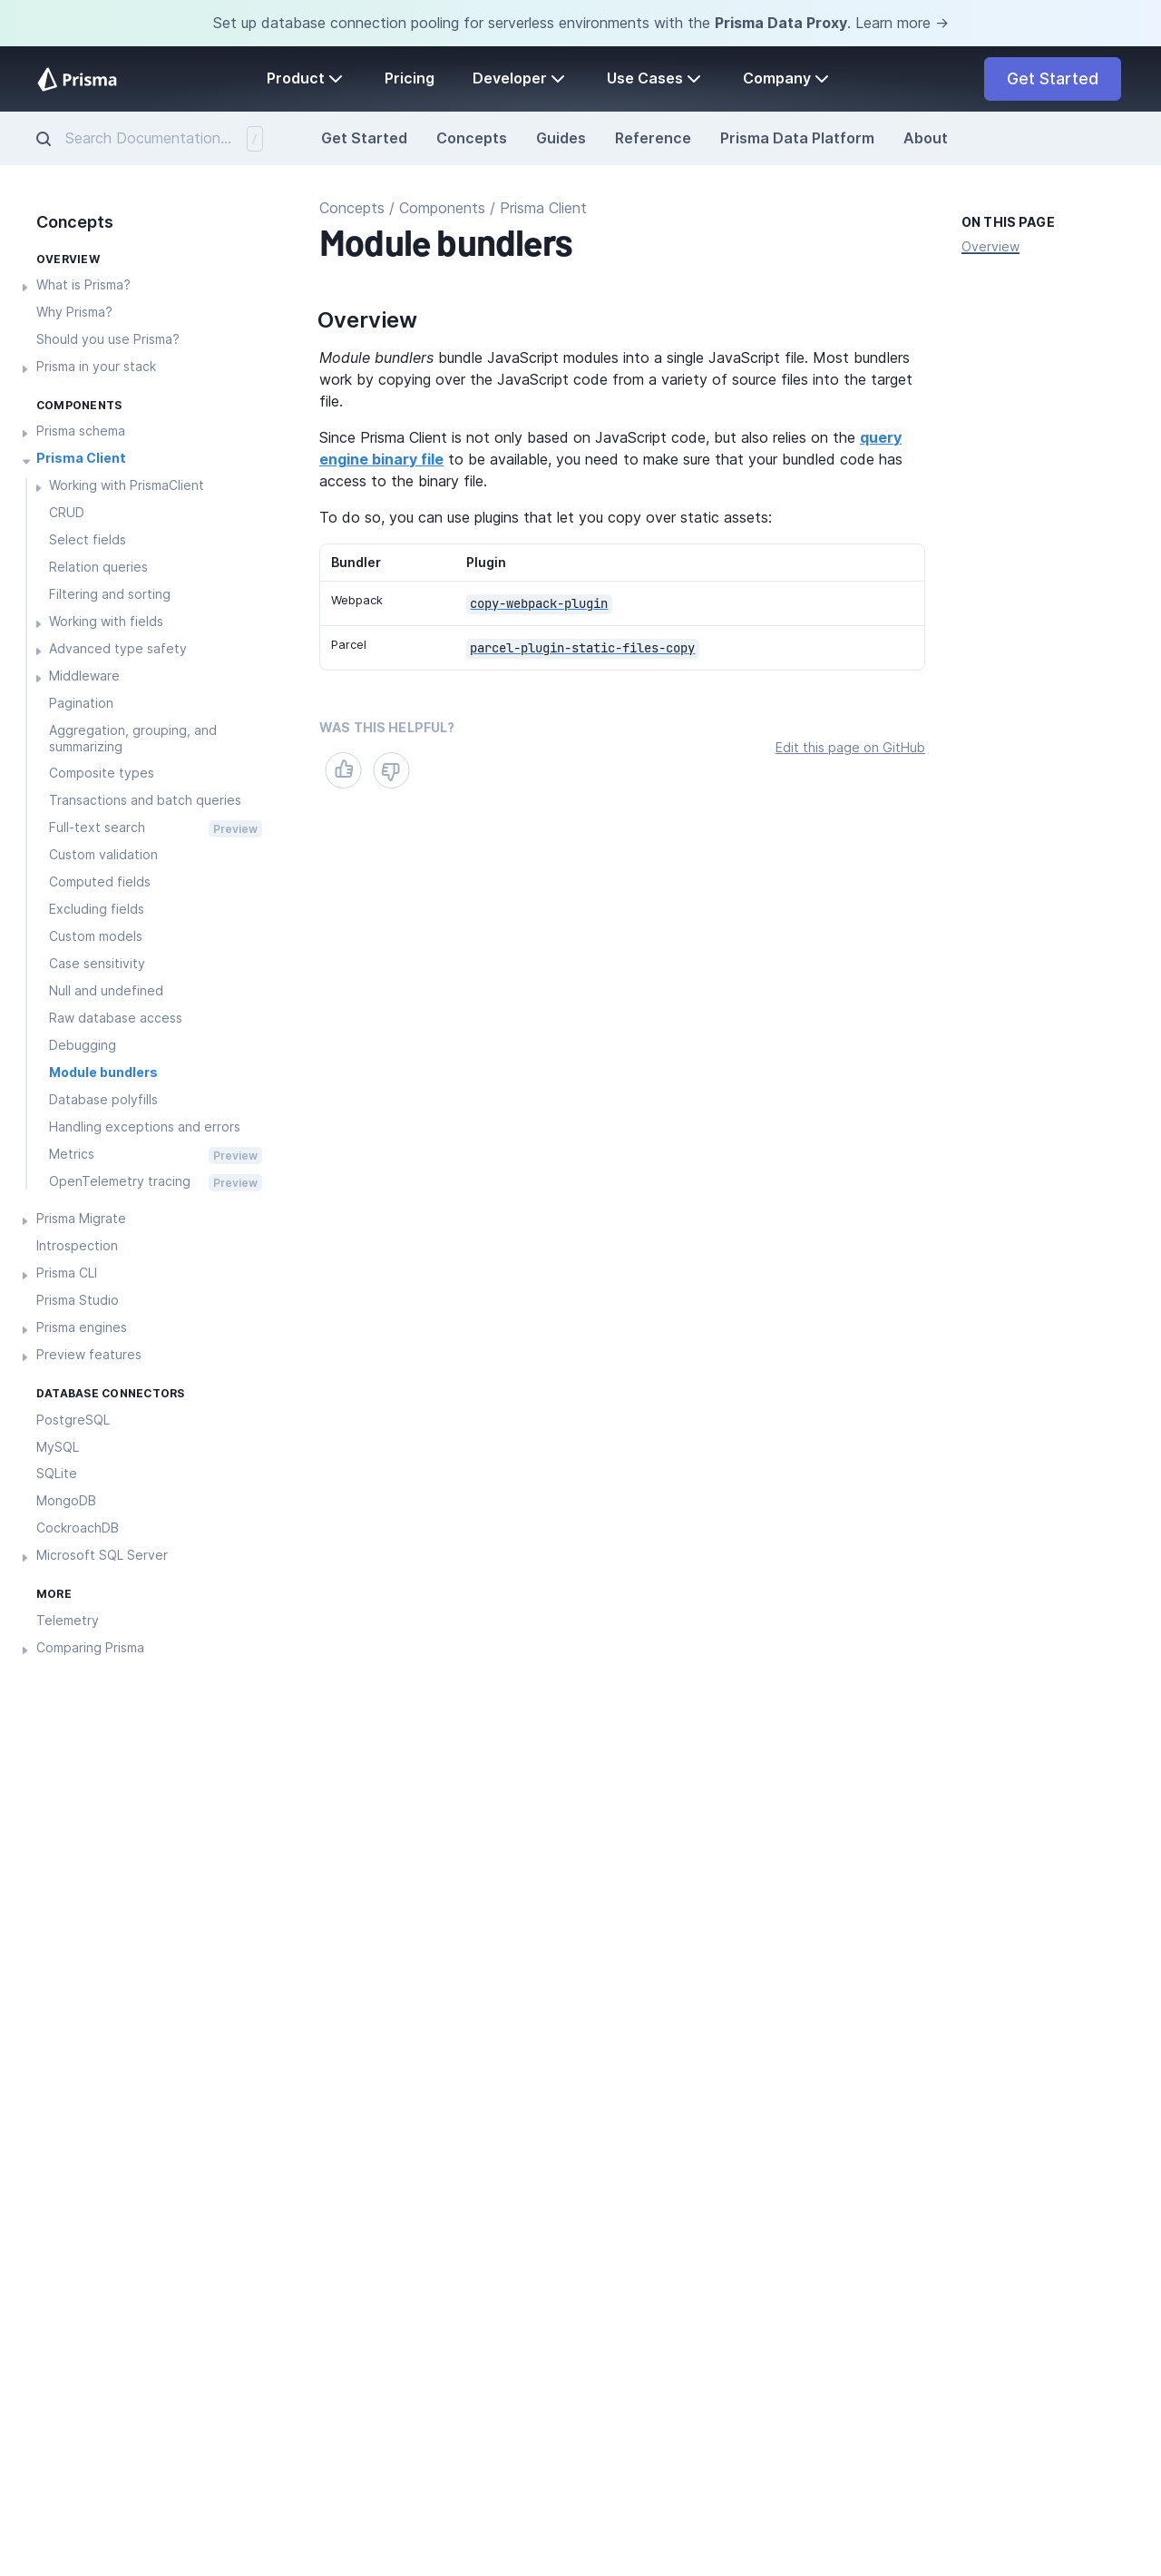 Set up database connection pooling for serverless environments with the Prisma Data Proxy. Learn more →
Prisma
Product
Pricing
Developer
Use Cases
Company
Get Started
Search Documentation...
/
Get Started
Concepts
Guides
Reference
Prisma Data Platform
About
Concepts
OVERVIEW
What is Prisma?
Why Prisma?
Should you use Prisma?
Prisma in your stack
COMPONENTS
Prisma schema
Prisma Client
Working with PrismaClient
CRUD
Select fields
Relation queries
Filtering and sorting
Working with fields
Advanced type safety
Middleware
Pagination
Aggregation, grouping, and
summarizing
Composite types
Transactions and batch queries
Full-text search
Preview
Custom validation
Computed fields
Excluding fields
Custom models
Case sensitivity
Null and undefined
Raw database access
Debugging
Module bundlers
Database polyfills
Handling exceptions and errors
Metrics
Preview
OpenTelemetry tracing
Preview
Prisma Migrate
Introspection
Prisma CLI
Prisma Studio
Prisma engines
Preview features
DATABASE CONNECTORS
PostgreSQL
MySQL
SQLite
MongoDB
CockroachDB
Microsoft SQL Server
MORE
Telemetry
Comparing Prisma
Concepts / Components / Prisma Client
Module bundlers
Overview
Module bundlers bundle JavaScript modules into a single JavaScript file. Most bundlers
work by copying over the JavaScript code from a variety of source files into the target
file.
Since Prisma Client is not only based on JavaScript code, but also relies on the query
engine binary file to be available, you need to make sure that your bundled code has
access to the binary file.
To do so, you can use plugins that let you copy over static assets:
Bundler Plugin
Webpack copy-webpack-plugin
Parcel parcel-plugin-static-files-copy
WAS THIS HELPFUL?
Edit this page on GitHub
ON THIS PAGE
Overview